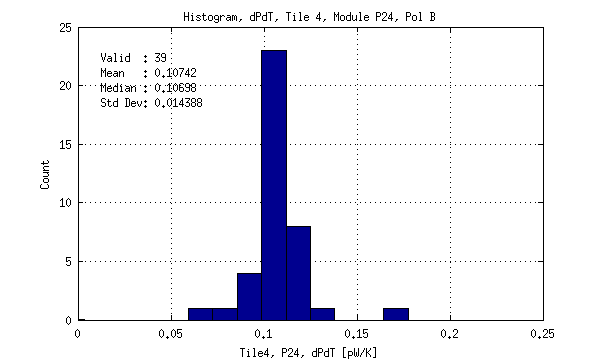 Histogram, dPdT, Tile 4, Module P24, Pol B
25
20
15
10
5
0
Count
Valid : 39
Mean : 0.10742
Median : 0.10698
Std Dev: 0.014388
0 0.05 0.1 0.15 0.2 0.25
Tile4, P24, dPdT [pW/K]